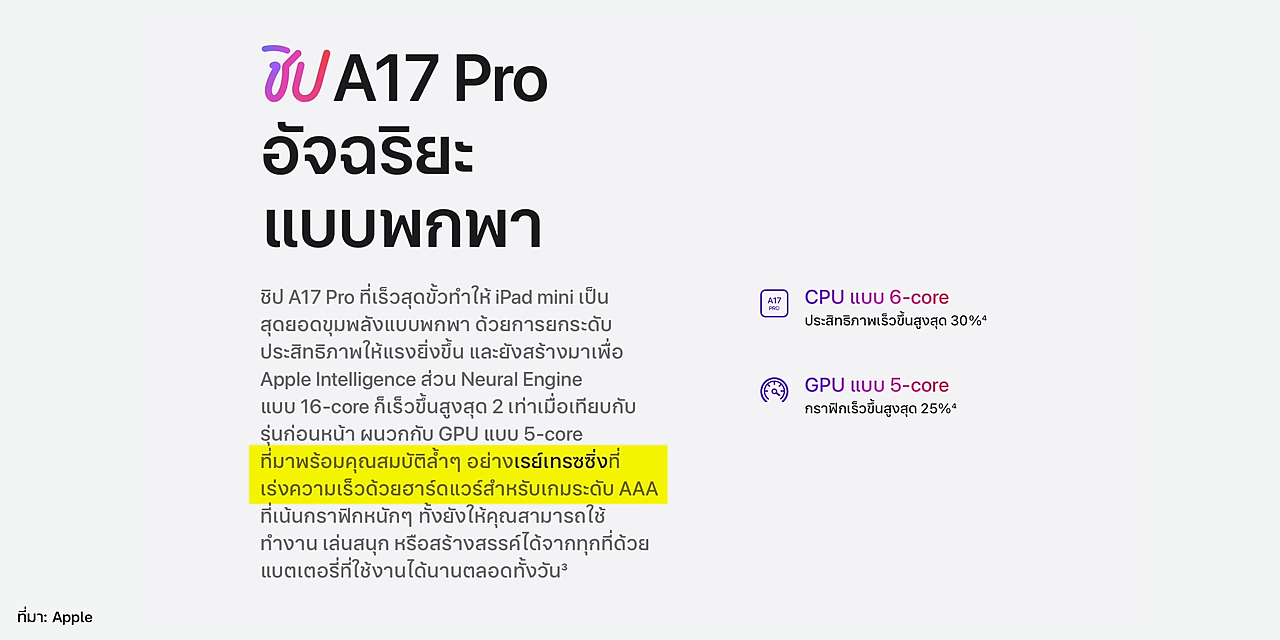 ชิป A17 Pro
อัจฉริยะ
แบบพกพา
ชิป A17 Pro ที่เร็วสุดขั้วทำให้ iPad mini เป็น
สุดยอดขุมพลังแบบพกพา ด้วยการยกระดับ
ประสิทธิภาพให้แรงยิ่งขึ้น และยังสร้างมาเพื่อ
Apple Intelligence ส่วน Neural Engine
แบบ 16-core ก็เร็วขึ้นสูงสุด 2 เท่าเมื่อเทียบกับ
รุ่นก่อนหน้า ผนวกกับ GPU แบบ 5-core
ที่มาพร้อมคุณสมบัติล้ำๆ อย่างเรย์เทรซซิ่งที่
เร่งความเร็วด้วยฮาร์ดแวร์สำหรับเกมระดับ AAA
ที่เน้นกราฟิกหนักๆ ทั้งยังให้คุณสามารถใช้
ทำงาน เล่นสนุก หรือสร้างสรรค์ได้จากทุกที่ด้วย
แบตเตอรี่ที่ใช้งานได้นานตลอดทั้งวัน³
A17
PRO
CPU แบบ 6-core
ประสิทธิภาพเร็วขึ้นสูงสุด 30%⁴
GPU แบบ 5-core
กราฟิกเร็วขึ้นสูงสุด 25%⁴
ที่มา: Apple